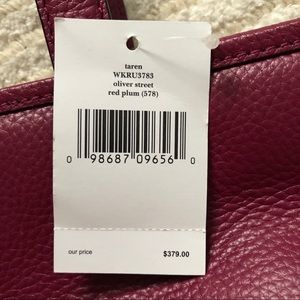 taren
WKRU3783
oliver street
red plum (578)
0 98687 09656 0
our price $379.00